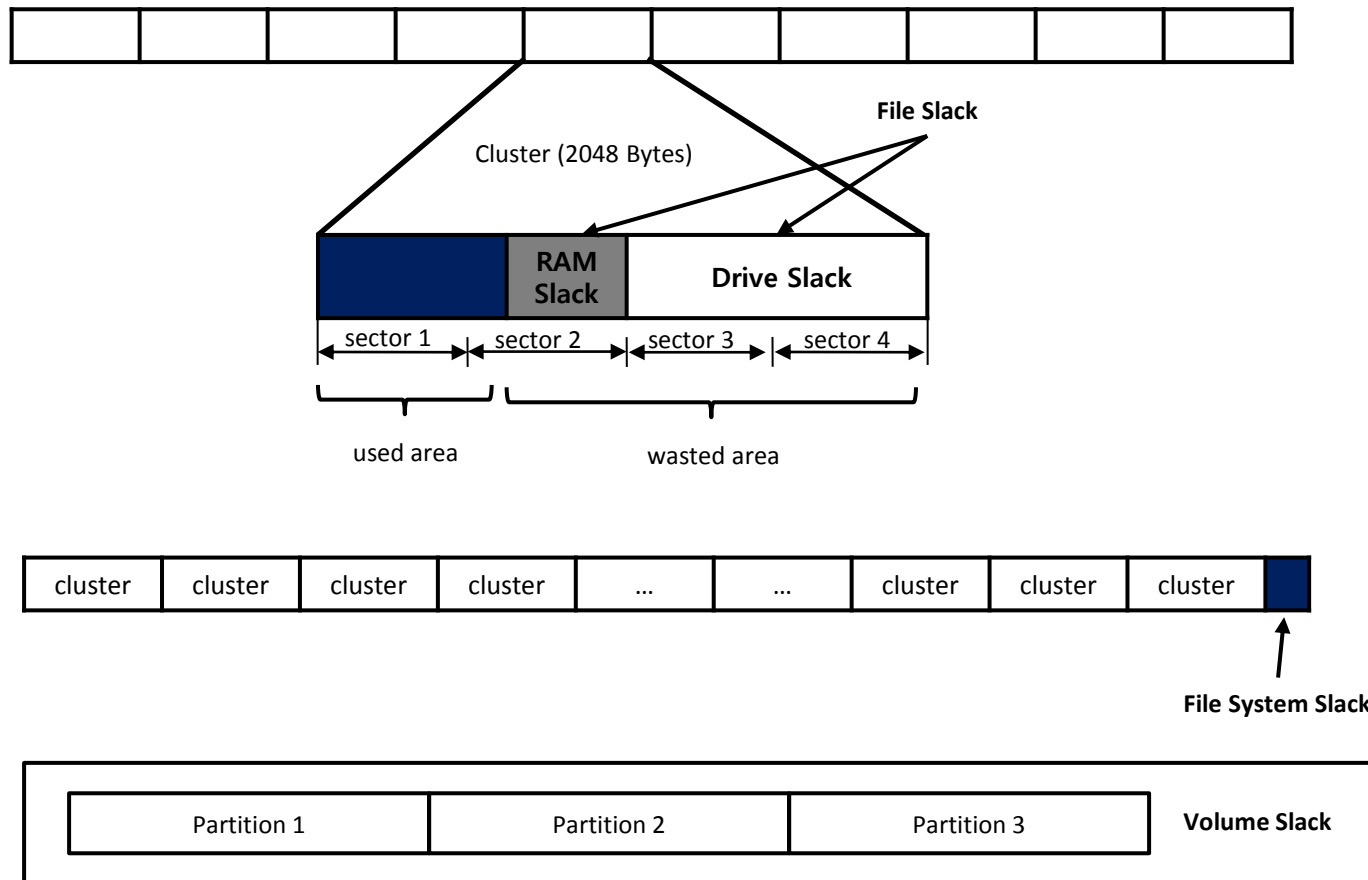 File Slack
Cluster (2048 Bytes)
RAM
Slack
Drive Slack
sector 1 sector 2 sector 3 sector 4
used area wasted area
cluster cluster cluster cluster ... ... cluster cluster cluster
File System Slack
Partition 1 Partition 2 Partition 3 Volume Slack